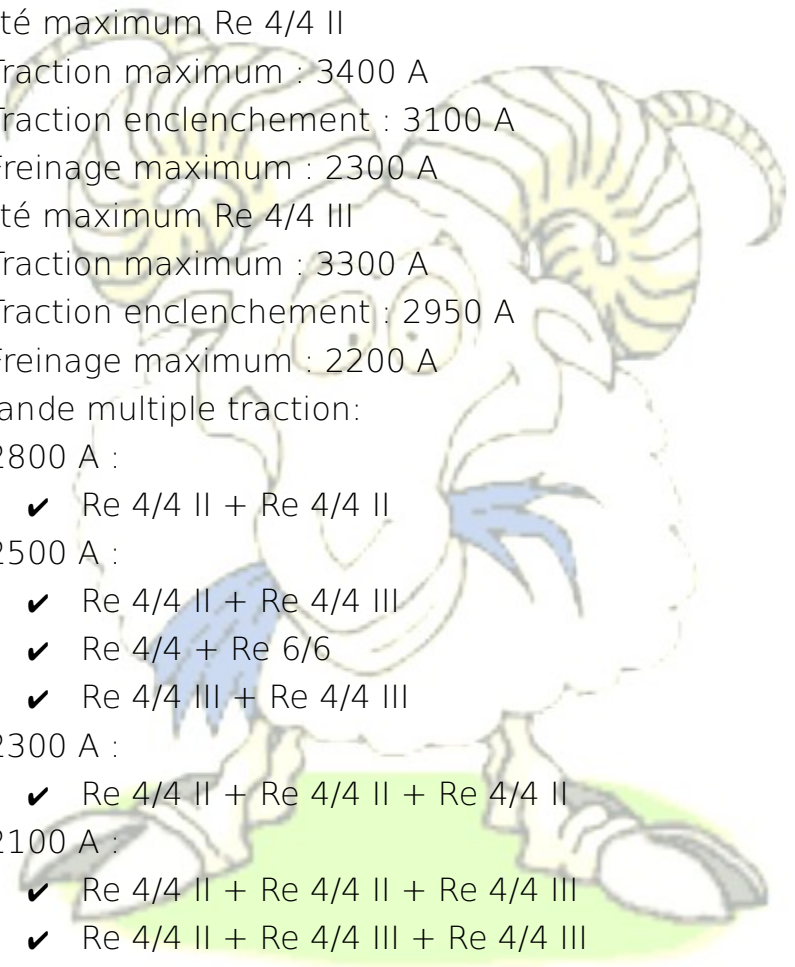 té maximum Re 4/4 II
Traction maximum : 3400 A
Traction enclenchement : 3100 A
Freinage maximum : 2300 A
té maximum Re 4/4 III
Traction maximum : 3300 A
Traction enclenchement : 2950 A
Freinage maximum : 2200 A
ande multiple traction:
2800 A :
✔ Re 4/4 II + Re 4/4 II
2500 A :
✔ Re 4/4 II + Re 4/4 III
✔ Re 4/4 + Re 6/6
✔ Re 4/4 III + Re 4/4 III
2300 A :
✔ Re 4/4 II + Re 4/4 II + Re 4/4 II
2100 A :
✔ Re 4/4 II + Re 4/4 II + Re 4/4 III
✔ Re 4/4 II + Re 4/4 III + Re 4/4 III